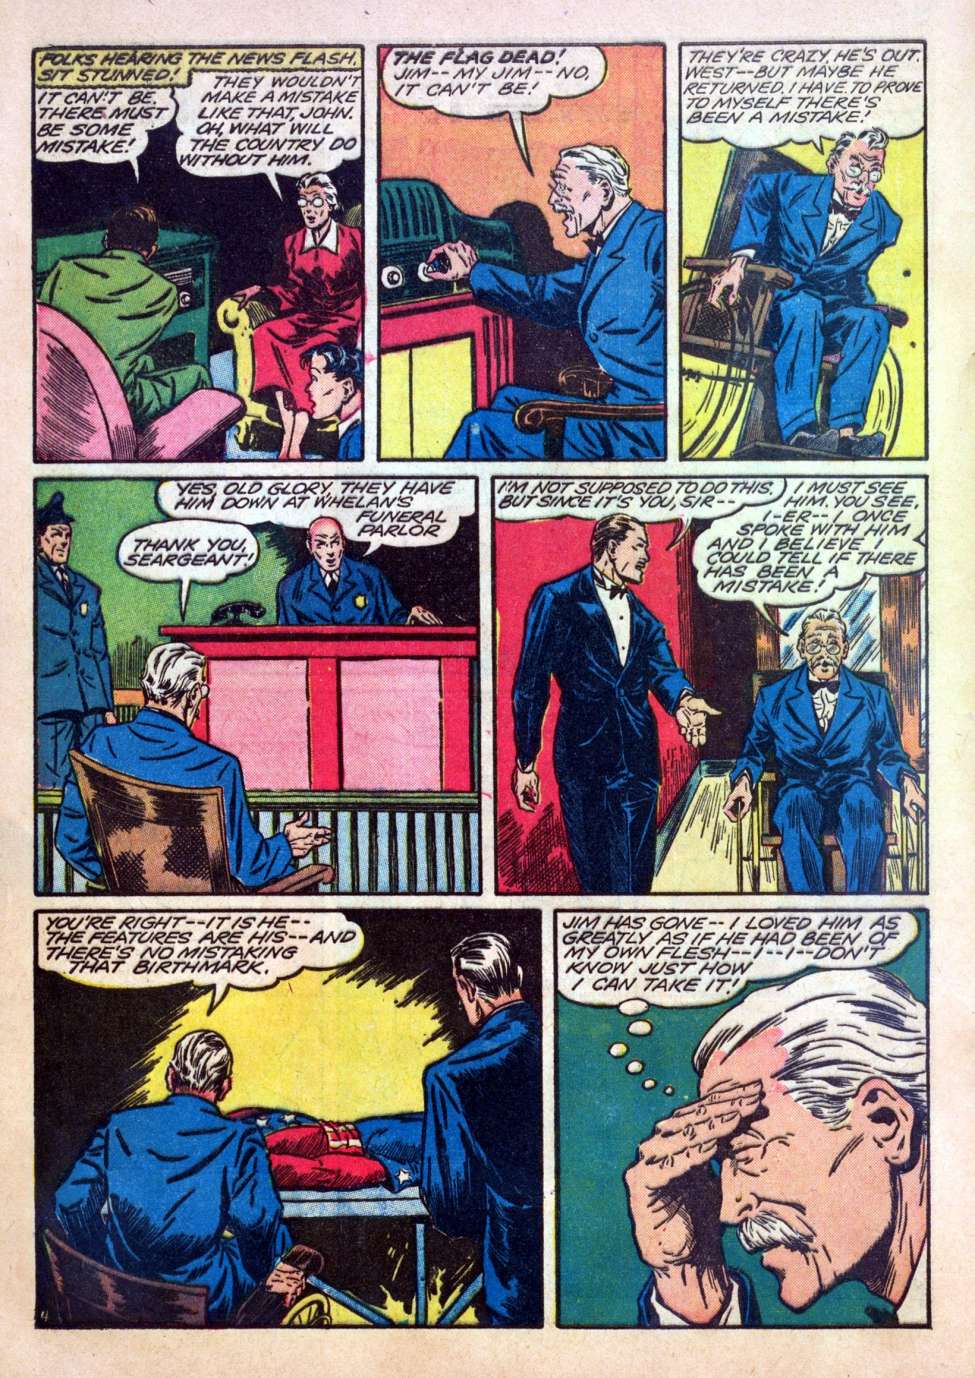 FOLKS HEARING THE NEWS FLASH,
SIT STUNNED!
IT CAN'T BE.
THERE MUST
BE SOME
MISTAKE!
THEY WOULDN'T
MAKE A MISTAKE
LIKE THAT, JOHN.
OH, WHAT WILL
THE COUNTRY DO
WITHOUT HIM.
THE FLAG DEAD!
JIM--MY JIM--NO,
IT CAN'T BE!
THEY'RE CRAZY, HE'S OUT
WEST--BUT MAYBE HE
RETURNED. I HAVE TO PROVE
TO MYSELF THERE'S
BEEN A MISTAKE!
YES, OLD GLORY, THEY HAVE
HIM DOWN AT WHELAN'S
FUNERAL
PARLOR
THANK YOU,
SEARGEANT!
I'M NOT SUPPOSED TO DO THIS,
BUT SINCE IT'S YOU, SIR--
I MUST SEE
HIM. YOU SEE,
I-ER--I ONCE
SPOKE WITH HIM
AND I BELIEVE I
COULD TELL IF THERE
HAS BEEN A
MISTAKE!
YOU'RE RIGHT--IT IS HE--
THE FEATURES ARE HIS--AND
THERE'S NO MISTAKING
THAT BIRTHMARK.
JIM HAS GONE--I LOVED HIM AS
GREATLY AS IF HE HAD BEEN OF
MY OWN FLESH--I--I--DON'T
KNOW JUST HOW
I CAN TAKE IT!
4